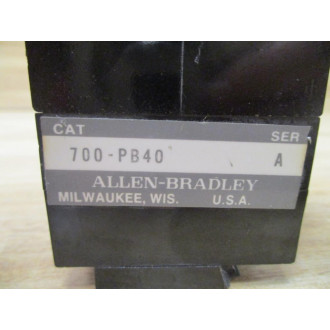 CAT SER
700-PB40 A
ALLEN-BRADLEY
MILWAUKEE, WIS. U.S.A.